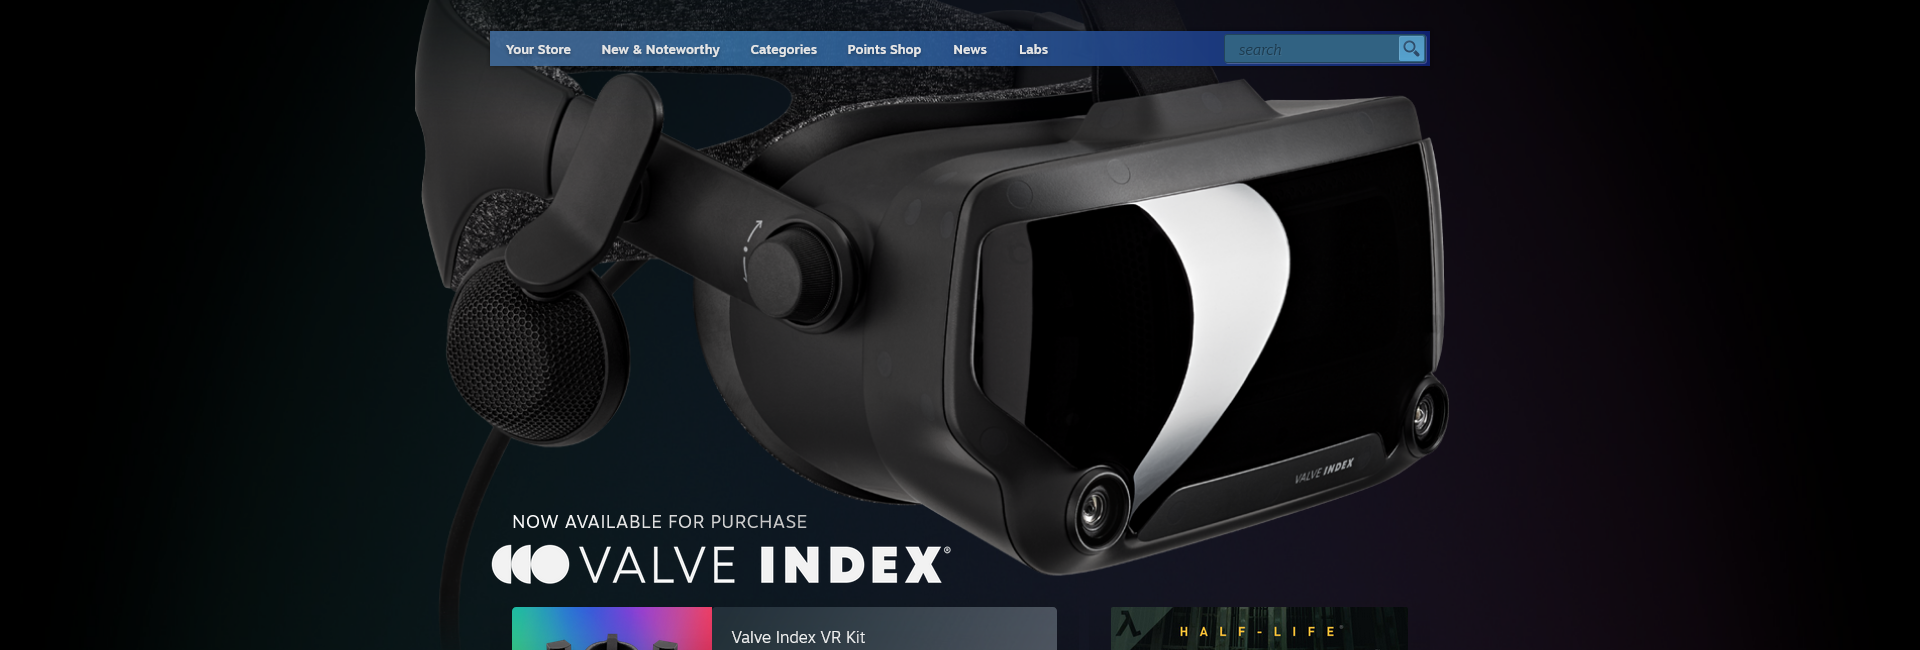 Your Store New & Noteworthy Categories Points Shop News Labs search
VALVE INDEX
NOW AVAILABLE FOR PURCHASE
VALVE INDEX®
Valve Index VR Kit
HALF-LIFE